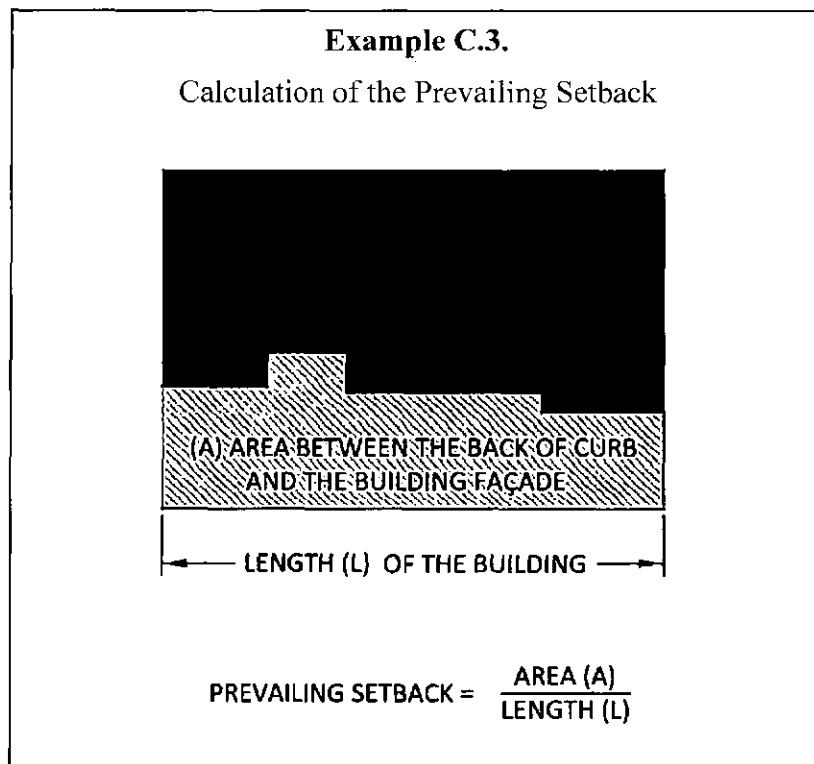 Example C.3.
Calculation of the Prevailing Setback
(A) AREA BETWEEN THE BACK OF CURB
AND THE BUILDING FAÇADE
LENGTH (L) OF THE BUILDING
PREVAILING SETBACK = AREA (A)
LENGTH (L)